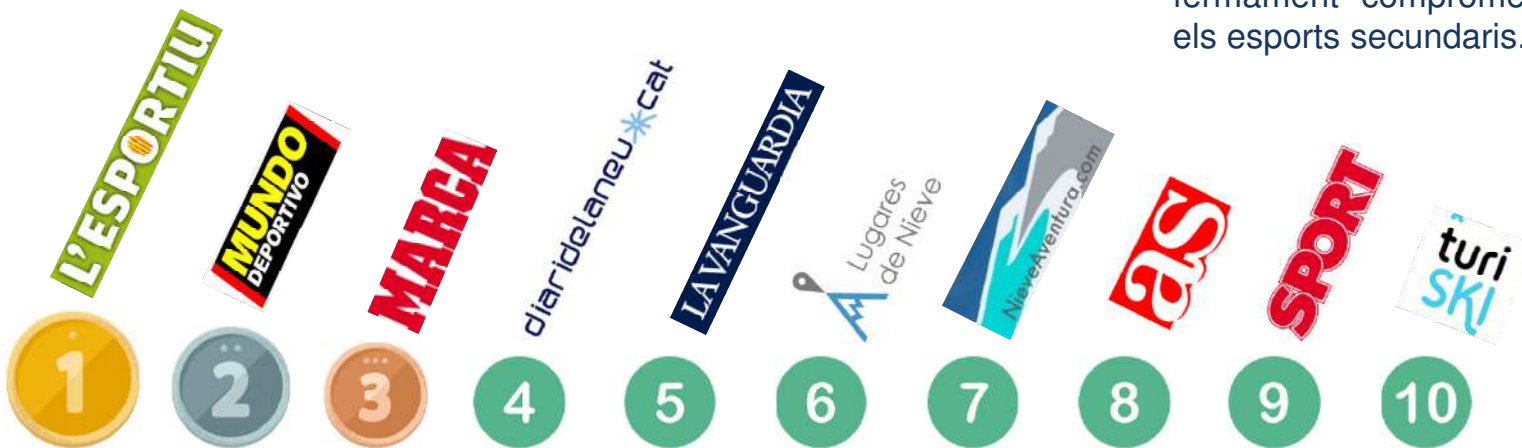 fermament
els esports secundaris.
L'ESPORTIU
MUNDO
DEPORTIVO
MARCA
diaridelaneu*cat
LAVANGUARDIA
Lugares
de Nieve
NieveAventura.com
as
SPORT
turi
SKI
1
2
3
4
5
6
7
8
9
10